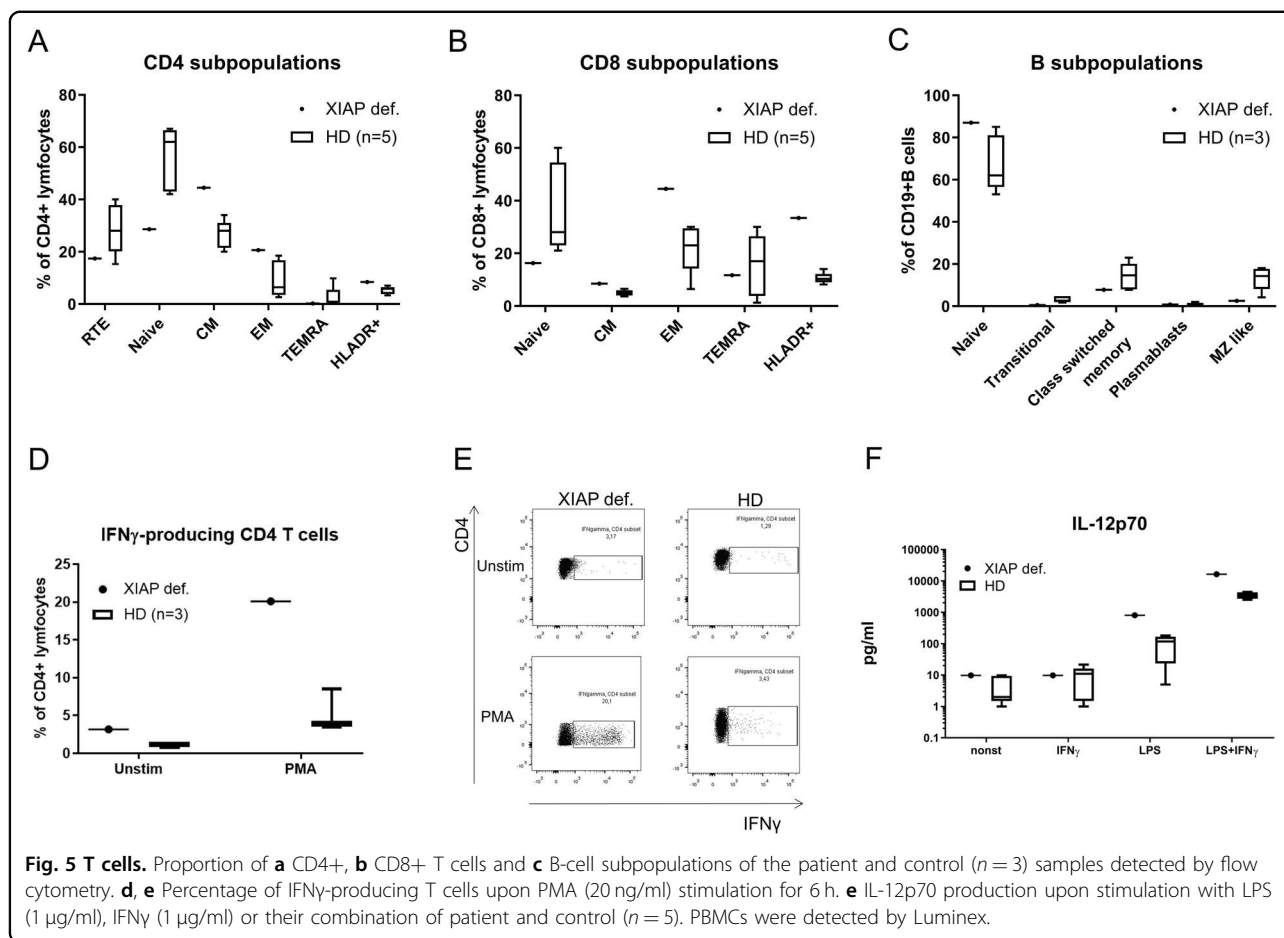 A
CD4 subpopulations
% of CD4+ lymfocytes
80
60
40
20
0
XIAP def.
HD (n=5)
RTE
Naive
CM
EM
TEMRA
HLADR+
B
CD8 subpopulations
% of CD8+ lymfocytes
80
60
40
20
0
XIAP def.
HD (n=5)
Naive
CM
EM
TEMRA
HLADR+
C
B subpopulations
%of CD19+B cells
100
80
60
40
20
0
XIAP def.
HD (n=3)
Naive
Transitional
Class switched
memory
Plasmablasts
MZ like
D
IFNγ-producing CD4 T cells
% of CD4+ lymfocytes
25
20
15
10
5
0
XIAP def.
HD (n=3)
Unstim
PMA
E
XIAP def.
HD
CD4
Unstim
PMA
IFNgamma, CD4 subset
3,17
IFNgamma, CD4 subset
1,29
IFNgamma, CD4 subset
20,1
IFNgamma, CD4 subset
3,43
IFNγ
F
IL-12p70
pg/ml
100000
10000
1000
100
10
1
0.1
XIAP def.
HD
nonst
IFNγ
LPS
LPS+IFNγ
Fig. 5 T cells. Proportion of a CD4+, b CD8+ T cells and c B-cell subpopulations of the patient and control (n = 3) samples detected by flow
cytometry. d, e Percentage of IFNγ-producing T cells upon PMA (20 ng/ml) stimulation for 6 h. e IL-12p70 production upon stimulation with LPS
(1 μg/ml), IFNγ (1 μg/ml) or their combination of patient and control (n = 5). PBMCs were detected by Luminex.